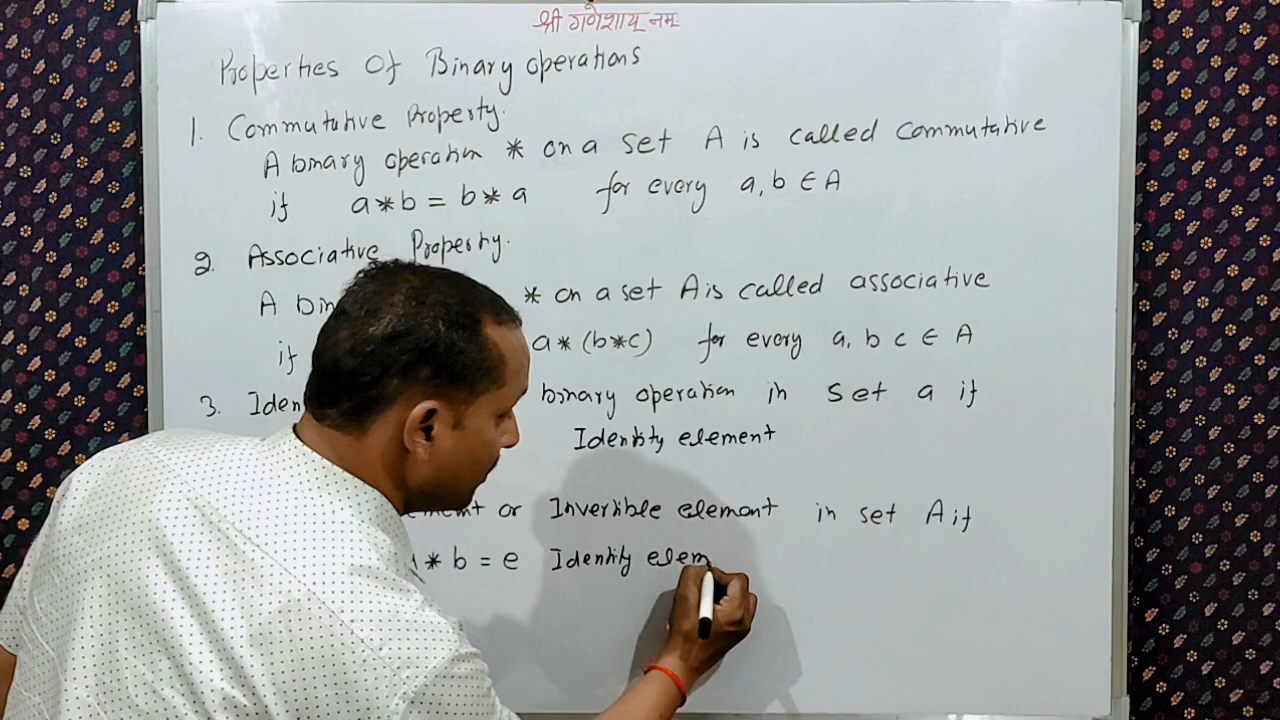 श्री गणेशाय नमः
Properties Of Binary operations
1. Commutative Property.
A binary operation * on a set A is called Commutative
if a * b = b * a for every a, b ∈ A
2. Associative Property.
A bin * on a set A is called associative
if a * (b * c) for every a, b c ∈ A
3. Iden binary operation in set a if
Identity element
ement or Invertible element in set A if
* b = e Identity elem